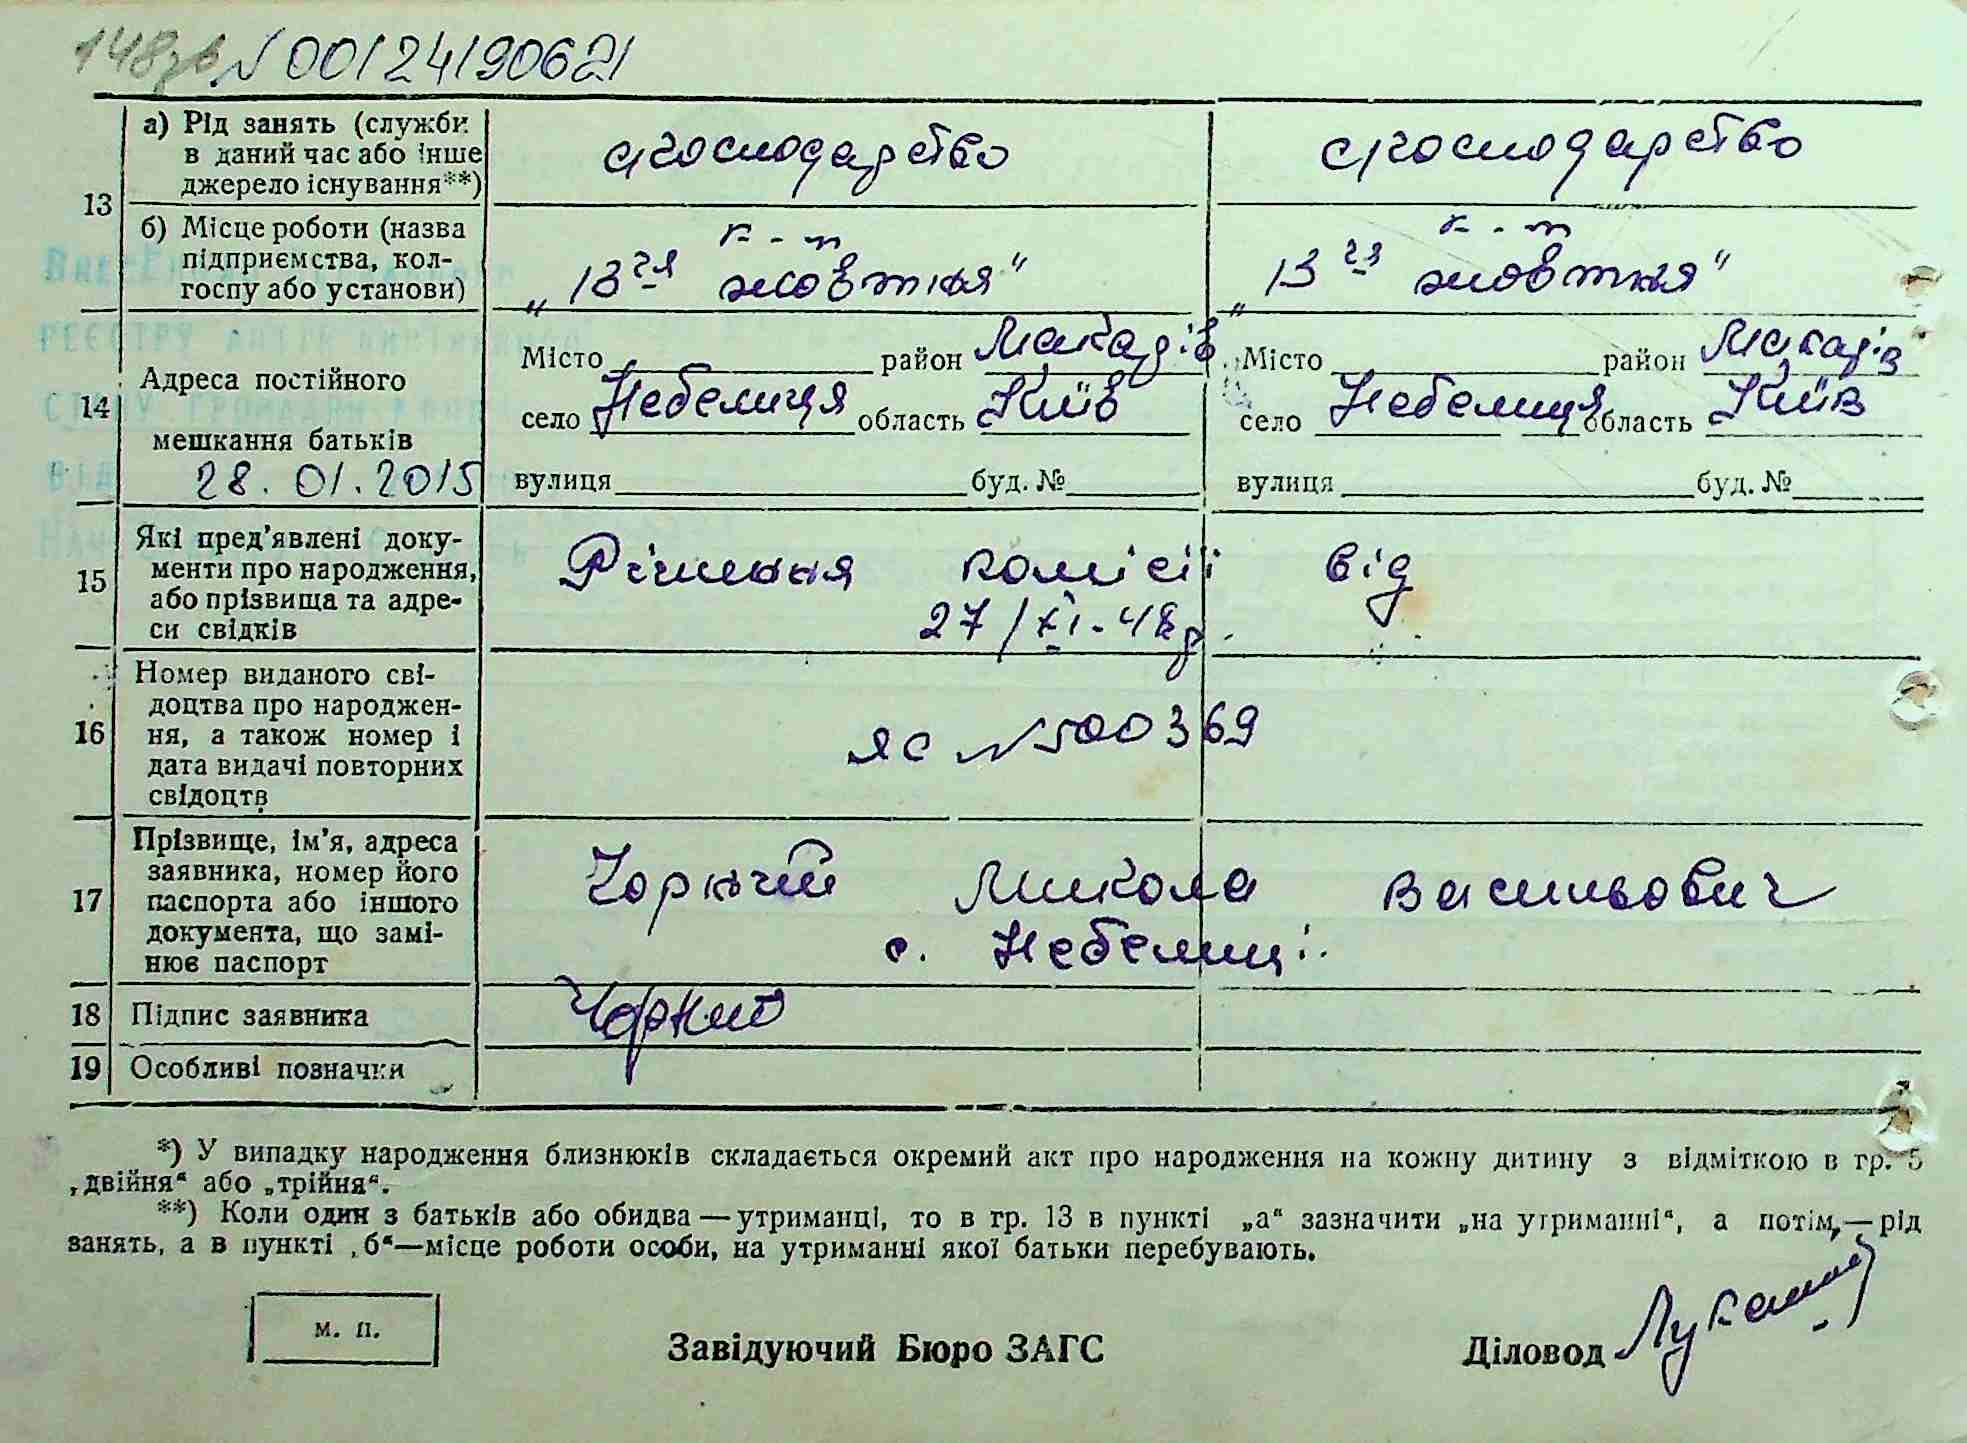 148зв № 00124190621
13 а) Рід занять (служби в даний час або інше джерело існування**) с/господарство с/господарство
б) Місце роботи (назва підприємства, колгоспу або установи) к-т "13 гя жовтня" к-т "13 гя жовтня"
14 Адреса постійного мешкання батьків
Місто район Макарів Місто район Макарів
село Небелиця область Київ село Небелиця область Київ
28.01.2015 вулиця буд. № вулиця буд. №
15 Які пред'явлені документи про народження, або прізвища та адреси свідків Рішення комісії від
27/XI-48р.
16 Номер виданого свідоцтва про народження, а також номер і дата видачі повторних свідоцтв ЯС № 500369
17 Прізвище, ім'я, адреса заявника, номер його паспорта або іншого документа, що замінює паспорт Чорний Микола Васильович
с. Небелиці.
18 Підпис заявника Чорний
19 Особливі позначки
*) У випадку народження близнюків складається окремий акт про народження на кожну дитину з відміткою в гр. 5
„двійня“ або „трійня“.
**) Коли один з батьків або обидва — утриманці, то в гр. 13 в пункті „а“ зазначити „на утриманні“, а потім, — рід
занять, а в пункті „б“—місце роботи особи, на утриманні якої батьки перебувають.
м. п.
Завідуючий Бюро ЗАГС Діловод